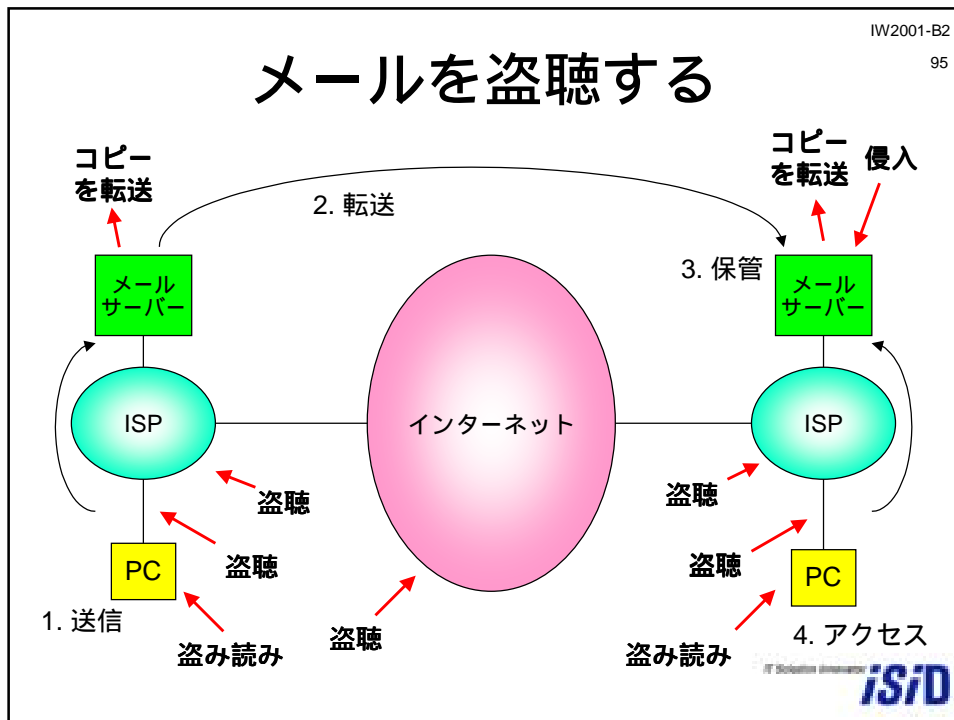 IW2001-B2
95
メールを盗聴する
コピー
を転送
2. 転送
コピー
を転送
侵入
3. 保管
メール
サーバー
メール
サーバー
ISP
インターネット
ISP
盗聴
盗聴
盗聴
盗聴
PC
PC
1. 送信
盗み読み
盗聴
盗み読み
4. アクセス
IT Solution Innovator
iSiD